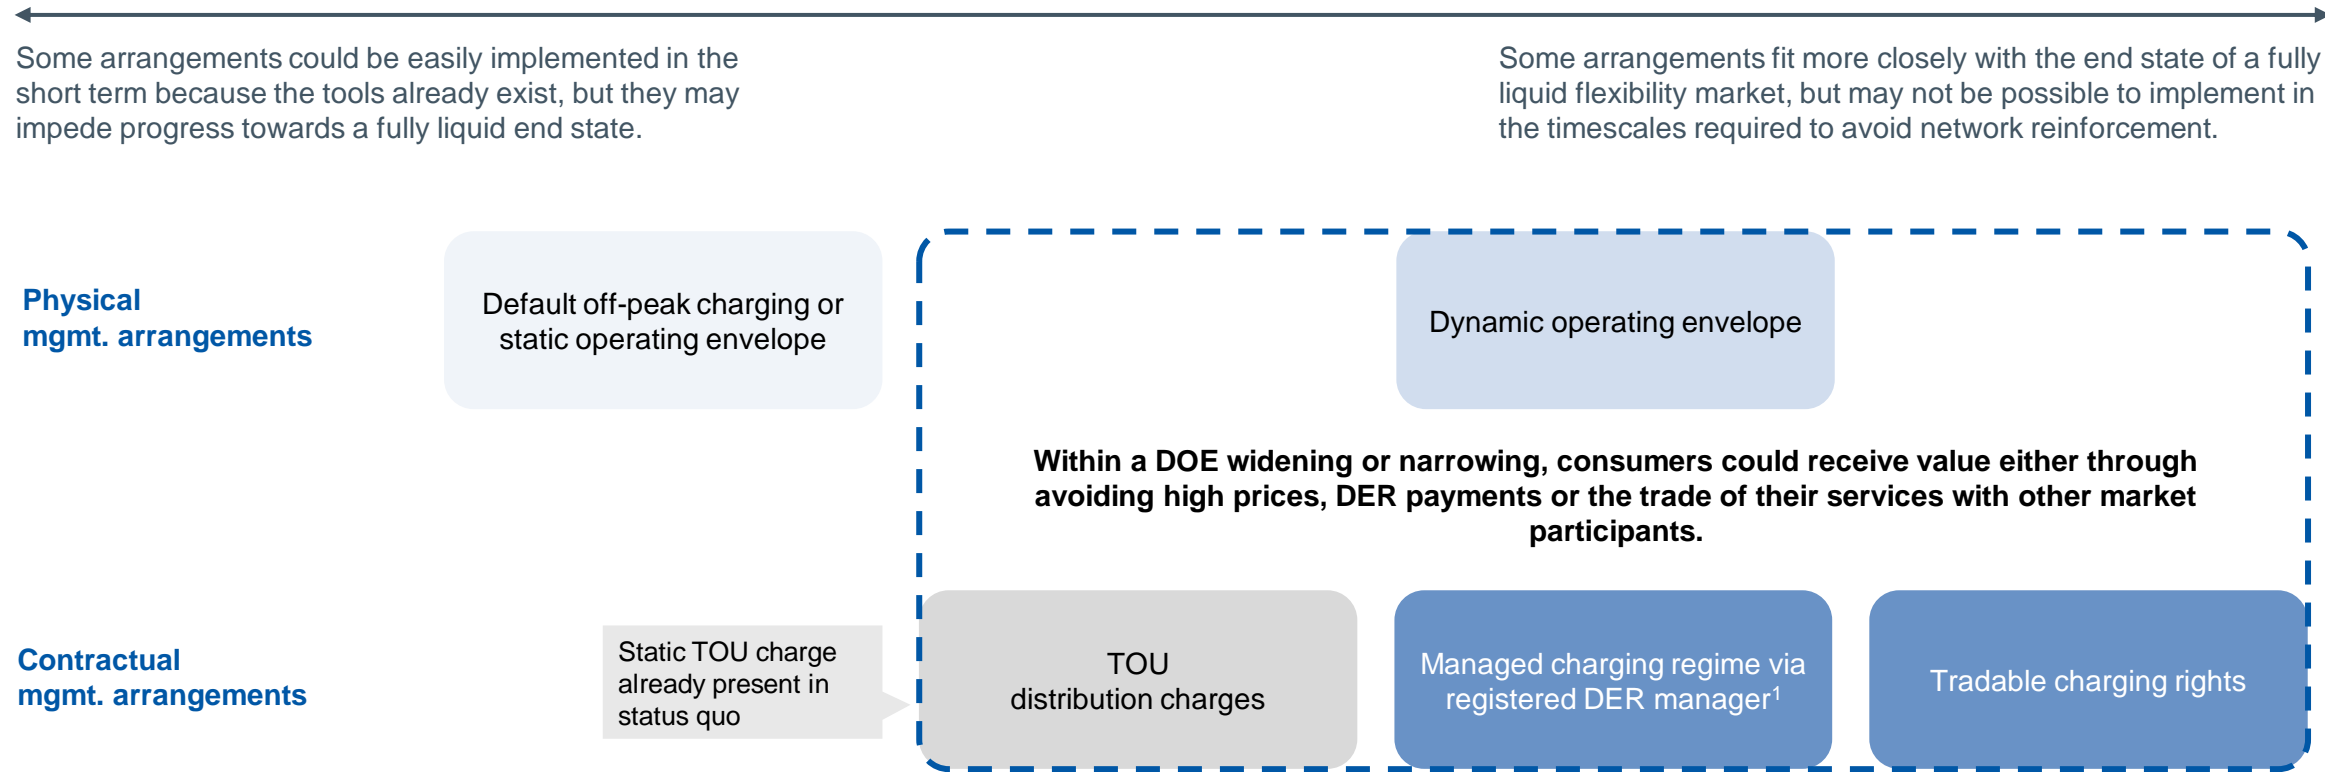 Some arrangements could be easily implemented in the
short term because the tools already exist, but they may
impede progress towards a fully liquid end state.
Some arrangements fit more closely with the end state of a fully
liquid flexibility market, but may not be possible to implement in
the timescales required to avoid network reinforcement.
Physical
mgmt. arrangements
Default off-peak charging or
static operating envelope
Dynamic operating envelope
Within a DOE widening or narrowing, consumers could receive value either through
avoiding high prices, DER payments or the trade of their services with other market
participants.
Contractual
mgmt. arrangements
Static TOU charge
already present in
status quo
TOU
distribution charges
Managed charging regime via
registered DER manager¹
Tradable charging rights